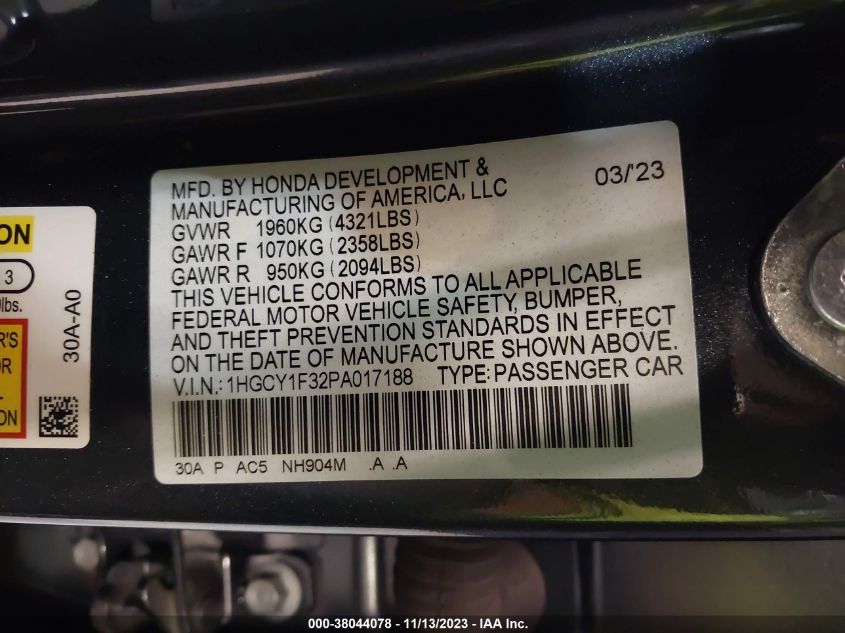 MFD. BY HONDA DEVELOPMENT & 03/'23
MANUFACTURING OF AMERICA, LLC
GVWR 1960KG (4321LBS)
GAWR F 1070KG (2358LBS)
GAWR R 950KG (2094LBS)
THIS VEHICLE CONFORMS TO ALL APPLICABLE
FEDERAL MOTOR VEHICLE SAFETY, BUMPER,
AND THEFT PREVENTION STANDARDS IN EFFECT
ON THE DATE OF MANUFACTURE SHOWN ABOVE.
V.I.N.: 1HGCY1F32PA017188 TYPE: PASSENGER CAR
30A P AC5 NH904M .A .A
ON
3
lbs.
30A-A0
R'S
OR
ON
000-38044078 - 11/13/2023 - IAA Inc.